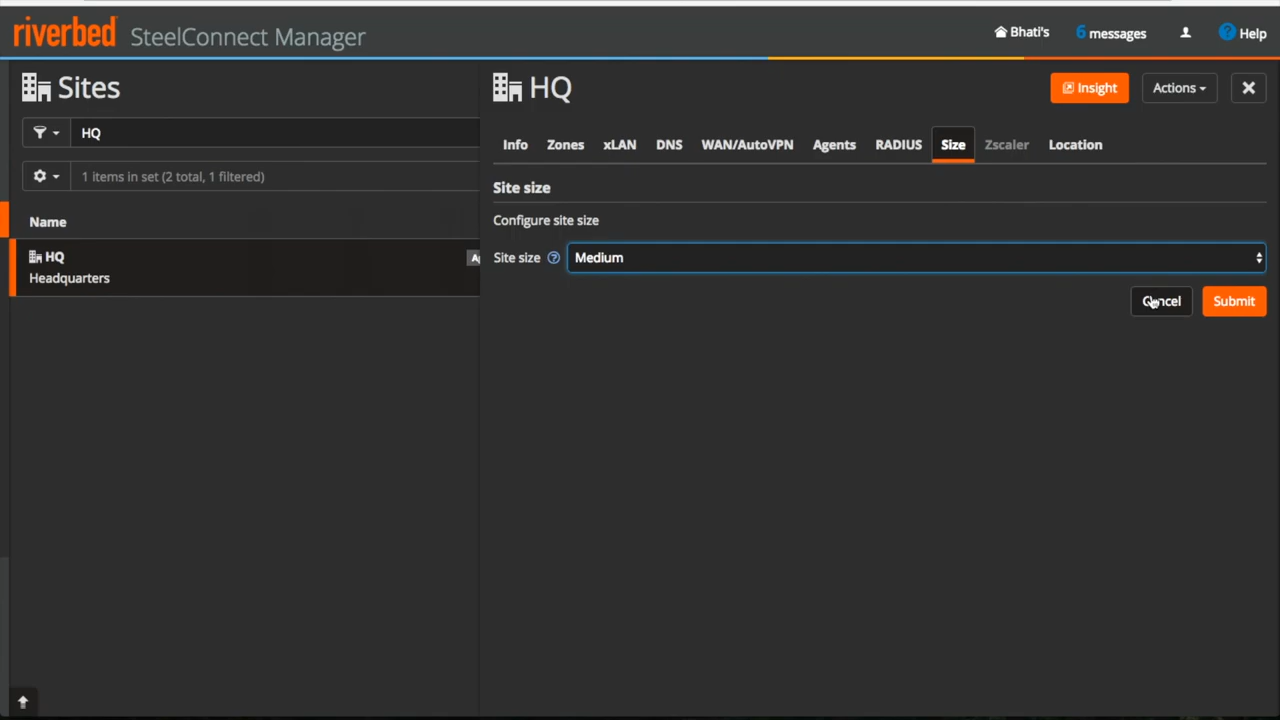 riverbed SteelConnect Manager
Bhati's
6 messages
Help
Sites
HQ
1 items in set (2 total, 1 filtered)
Name
HQ
Headquarters
HQ
Insight
Actions
Info Zones xLAN DNS WAN/AutoVPN Agents RADIUS Size Zscaler Location
Site size
Configure site size
Site size ? Medium
Cancel Submit